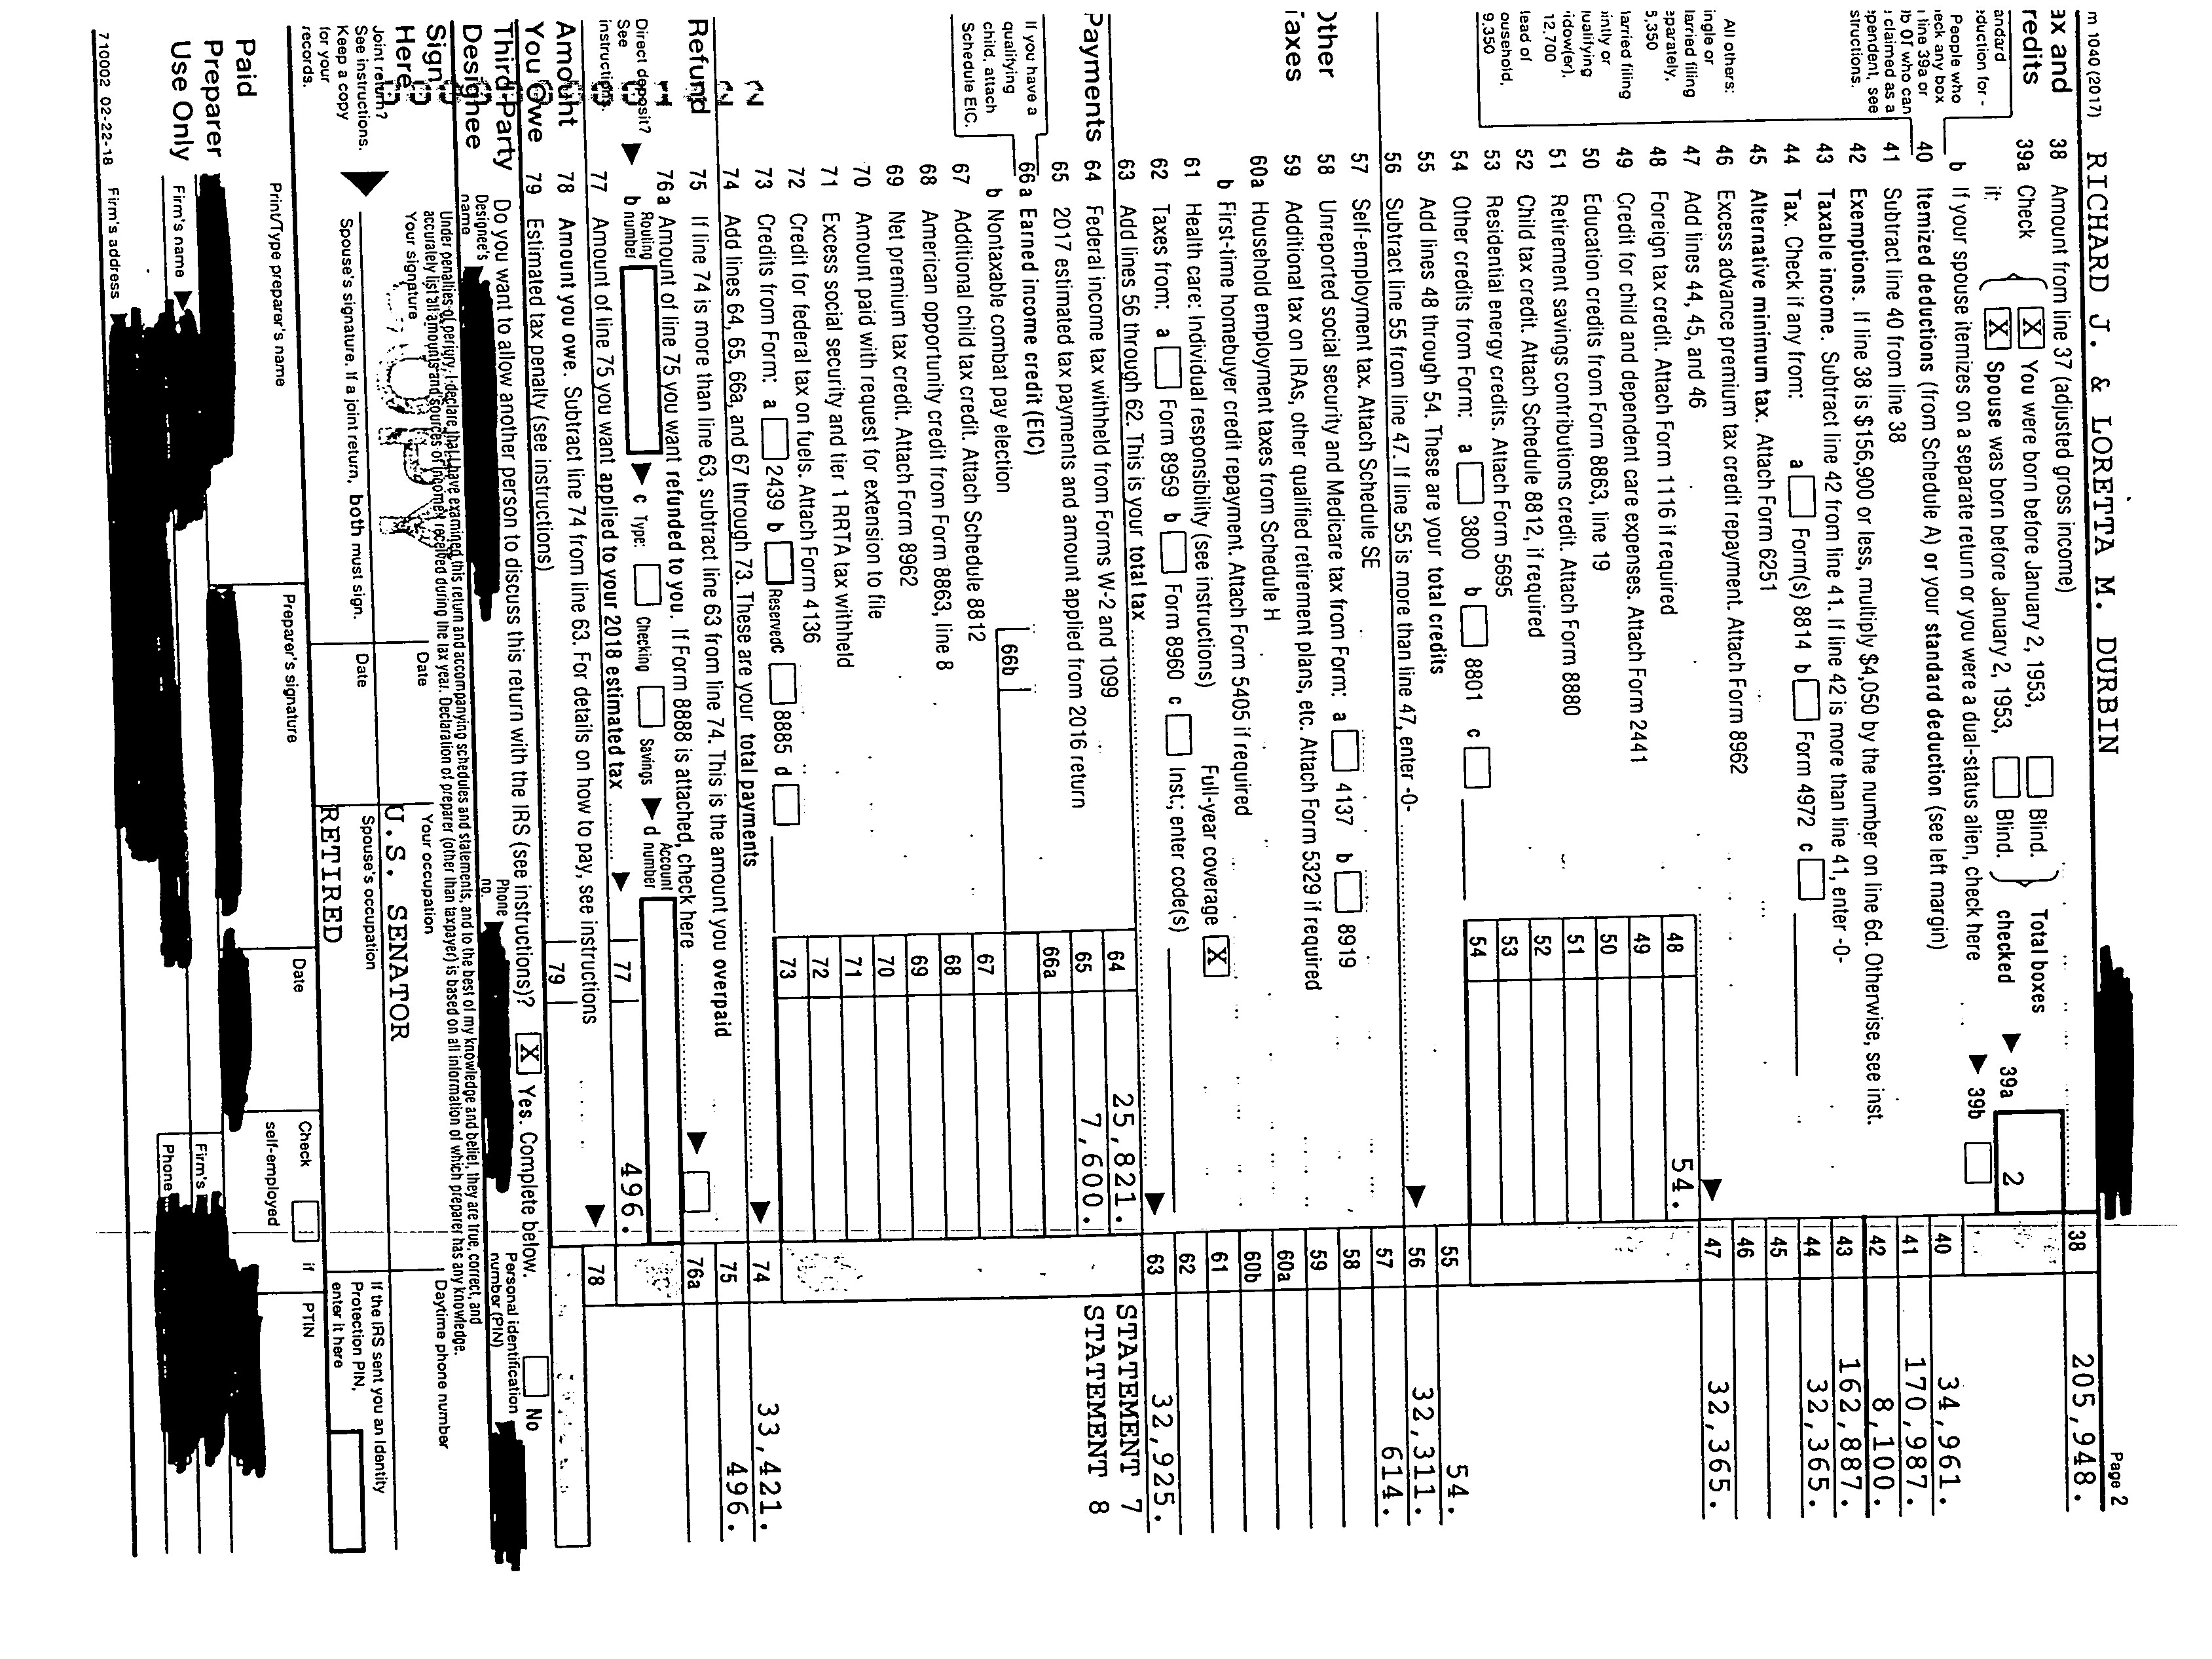 m 1040 (2017) RICHARD J. & LORETTA M. DURBIN Page 2
ax and
redits
38 Amount from line 37 (adjusted gross income) 38 205,948.
39a Check if: { X You were born before January 2, 1953, Blind. } Total boxes
X Spouse was born before January 2, 1953, Blind. checked ▶ 39a 2
b If your spouse itemizes on a separate return or you were a dual-status alien, check here ▶ 39b
andard
eduction for -
People who
eck any box
n line 39a or
9b or who can
e claimed as a
ependent, see
structions.
All others:
ingle or
larried filing
eparately,
6,350
larried filing
intly or
ualifying
idow(er),
12,700
lead of
ousehold,
9,350
40 Itemized deductions (from Schedule A) or your standard deduction (see left margin) 40 34,961.
41 Subtract line 40 from line 38 41 170,987.
42 Exemptions. If line 38 is $156,900 or less, multiply $4,050 by the number on line 6d. Otherwise, see inst. 42 8,100.
43 Taxable income. Subtract line 42 from line 41. If line 42 is more than line 41, enter -0- 43 162,887.
44 Tax. Check if any from: a Form(s) 8814 b Form 4972 c 44 32,365.
45 Alternative minimum tax. Attach Form 6251 45
46 Excess advance premium tax credit repayment. Attach Form 8962 46
47 Add lines 44, 45, and 46 ▶ 47 32,365.
48 Foreign tax credit. Attach Form 1116 if required 48 54.
49 Credit for child and dependent care expenses. Attach Form 2441 49
50 Education credits from Form 8863, line 19 50
51 Retirement savings contributions credit. Attach Form 8880 51
52 Child tax credit. Attach Schedule 8812, if required 52
53 Residential energy credits. Attach Form 5695 53
54 Other credits from Form: a 3800 b 8801 c 54
55 Add lines 48 through 54. These are your total credits 55 54.
56 Subtract line 55 from line 47. If line 55 is more than line 47, enter -0- ▶ 56 32,311.
Other
Taxes
57 Self-employment tax. Attach Schedule SE 57 614.
58 Unreported social security and Medicare tax from Form: a 4137 b 8919 58
59 Additional tax on IRAs, other qualified retirement plans, etc. Attach Form 5329 if required 59
60a Household employment taxes from Schedule H 60a
b First-time homebuyer credit repayment. Attach Form 5405 if required 60b
61 Health care: Individual responsibility (see instructions) Full-year coverage X 61
62 Taxes from: a Form 8959 b Form 8960 c Inst.; enter code(s) 62
63 Add lines 56 through 62. This is your total tax ▶ 63 32,925.
Payments
64 Federal income tax withheld from Forms W-2 and 1099 64 25,821. STATEMENT 7
65 2017 estimated tax payments and amount applied from 2016 return 65 7,600. STATEMENT 8
If you have a
qualifying
child, attach
Schedule EIC.
66a Earned income credit (EIC) 66a
b Nontaxable combat pay election 66b
67 Additional child tax credit. Attach Schedule 8812 67
68 American opportunity credit from Form 8863, line 8 68
69 Net premium tax credit. Attach Form 8962 69
70 Amount paid with request for extension to file 70
71 Excess social security and tier 1 RRTA tax withheld 71
72 Credit for federal tax on fuels. Attach Form 4136 72
73 Credits from Form: a 2439 b Reserved c 8885 d 73
74 Add lines 64, 65, 66a, and 67 through 73. These are your total payments ▶ 74 33,421.
Refund
75 If line 74 is more than line 63, subtract line 63 from line 74. This is the amount you overpaid 75 496.
76a Amount of line 75 you want refunded to you. If Form 8888 is attached, check here ▶ 76a
Direct deposit?
See
instructions.
▶ b Routing number ▶ c Type: Checking Savings ▶ d Account number
77 Amount of line 75 you want applied to your 2018 estimated tax ▶ 77 496.
Amount
You Owe
78 Amount you owe. Subtract line 74 from line 63. For details on how to pay, see instructions ▶ 78
79 Estimated tax penalty (see instructions) 79
Third Party
Designee
Do you want to allow another person to discuss this return with the IRS (see instructions)? X Yes. Complete below. No
Designee's name Phone no. Personal identification number (PIN)
Sign
Here
Joint return?
See instructions.
Keep a copy
for your
records.
Under penalties of perjury, I declare that I have examined this return and accompanying schedules and statements, and to the best of my knowledge and belief, they are true, correct, and
accurately list all amounts and sources of income I received during the tax year. Declaration of preparer (other than taxpayer) is based on all information of which preparer has any knowledge.
Your signature Date Your occupation Daytime phone number
COPY
U.S. SENATOR
Spouse's signature. If a joint return, both must sign. Date Spouse's occupation If the IRS sent you an Identity Protection PIN, enter it here
RETIRED
Paid
Preparer
Use Only
Print/Type preparer's name Preparer's signature Date Check if self-employed PTIN
Firm's name ▶ Firm's
Firm's address Phone
710002 02-22-18